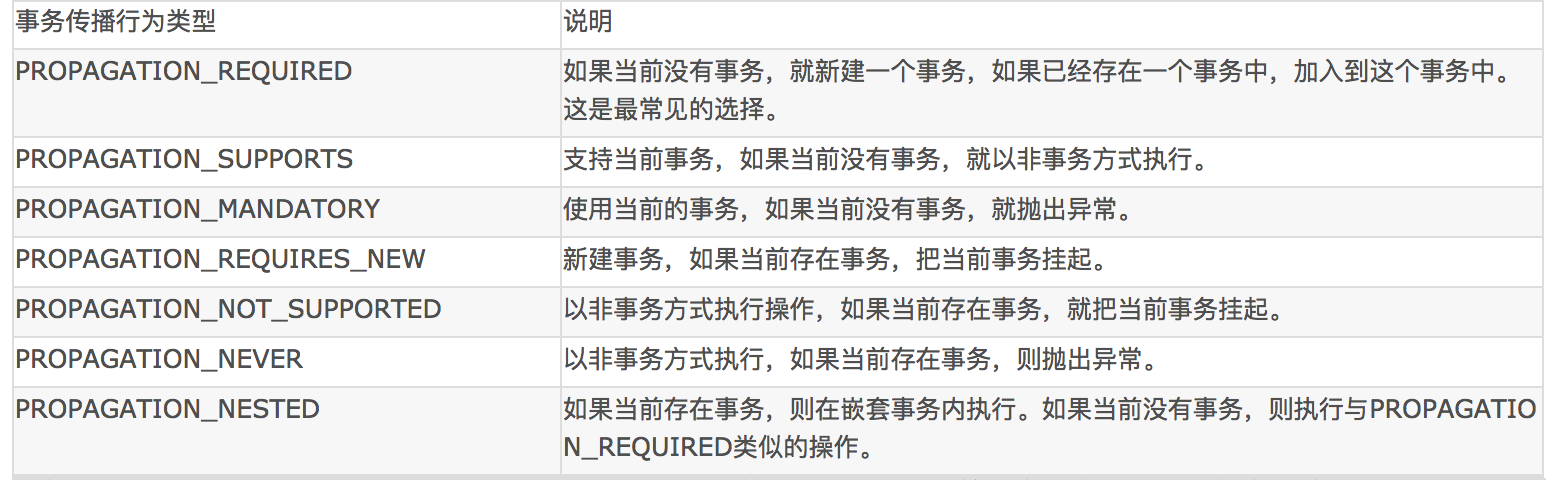 事务传播行为类型
说明
PROPAGATION_REQUIRED
如果当前没有事务，就新建一个事务，如果已经存在一个事务中，加入到这个事务中。
这是最常见的选择。
PROPAGATION_SUPPORTS
支持当前事务，如果当前没有事务，就以非事务方式执行。
PROPAGATION_MANDATORY
使用当前的事务，如果当前没有事务，就抛出异常。
PROPAGATION_REQUIRES_NEW
新建事务，如果当前存在事务，把当前事务挂起。
PROPAGATION_NOT_SUPPORTED
以非事务方式执行操作，如果当前存在事务，就把当前事务挂起。
PROPAGATION_NEVER
以非事务方式执行，如果当前存在事务，则抛出异常。
PROPAGATION_NESTED
如果当前存在事务，则在嵌套事务内执行。如果当前没有事务，则执行与PROPAGATIO
N_REQUIRED类似的操作。